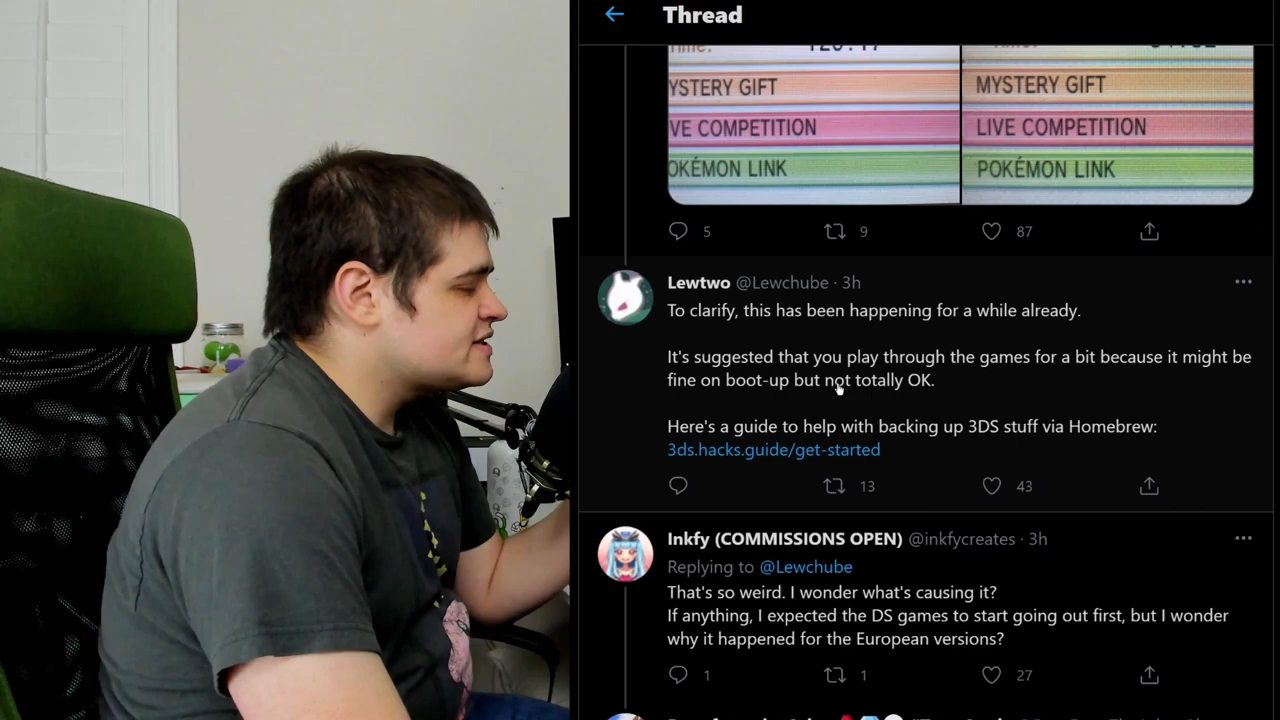 Thread
MYSTERY GIFT
LIVE COMPETITION
POKÉMON LINK
YSTERY GIFT
VE COMPETITION
OKÉMON LINK
5 9 87
Lewtwo @Lewchube · 3h
To clarify, this has been happening for a while already.
It's suggested that you play through the games for a bit because it might be
fine on boot-up but not totally OK.
Here's a guide to help with backing up 3DS stuff via Homebrew:
3ds.hacks.guide/get-started
13 43
Inkfy (COMMISSIONS OPEN) @inkfycreates · 3h
Replying to @Lewchube
That's so weird. I wonder what's causing it?
If anything, I expected the DS games to start going out first, but I wonder
why it happened for the European versions?
1 1 27